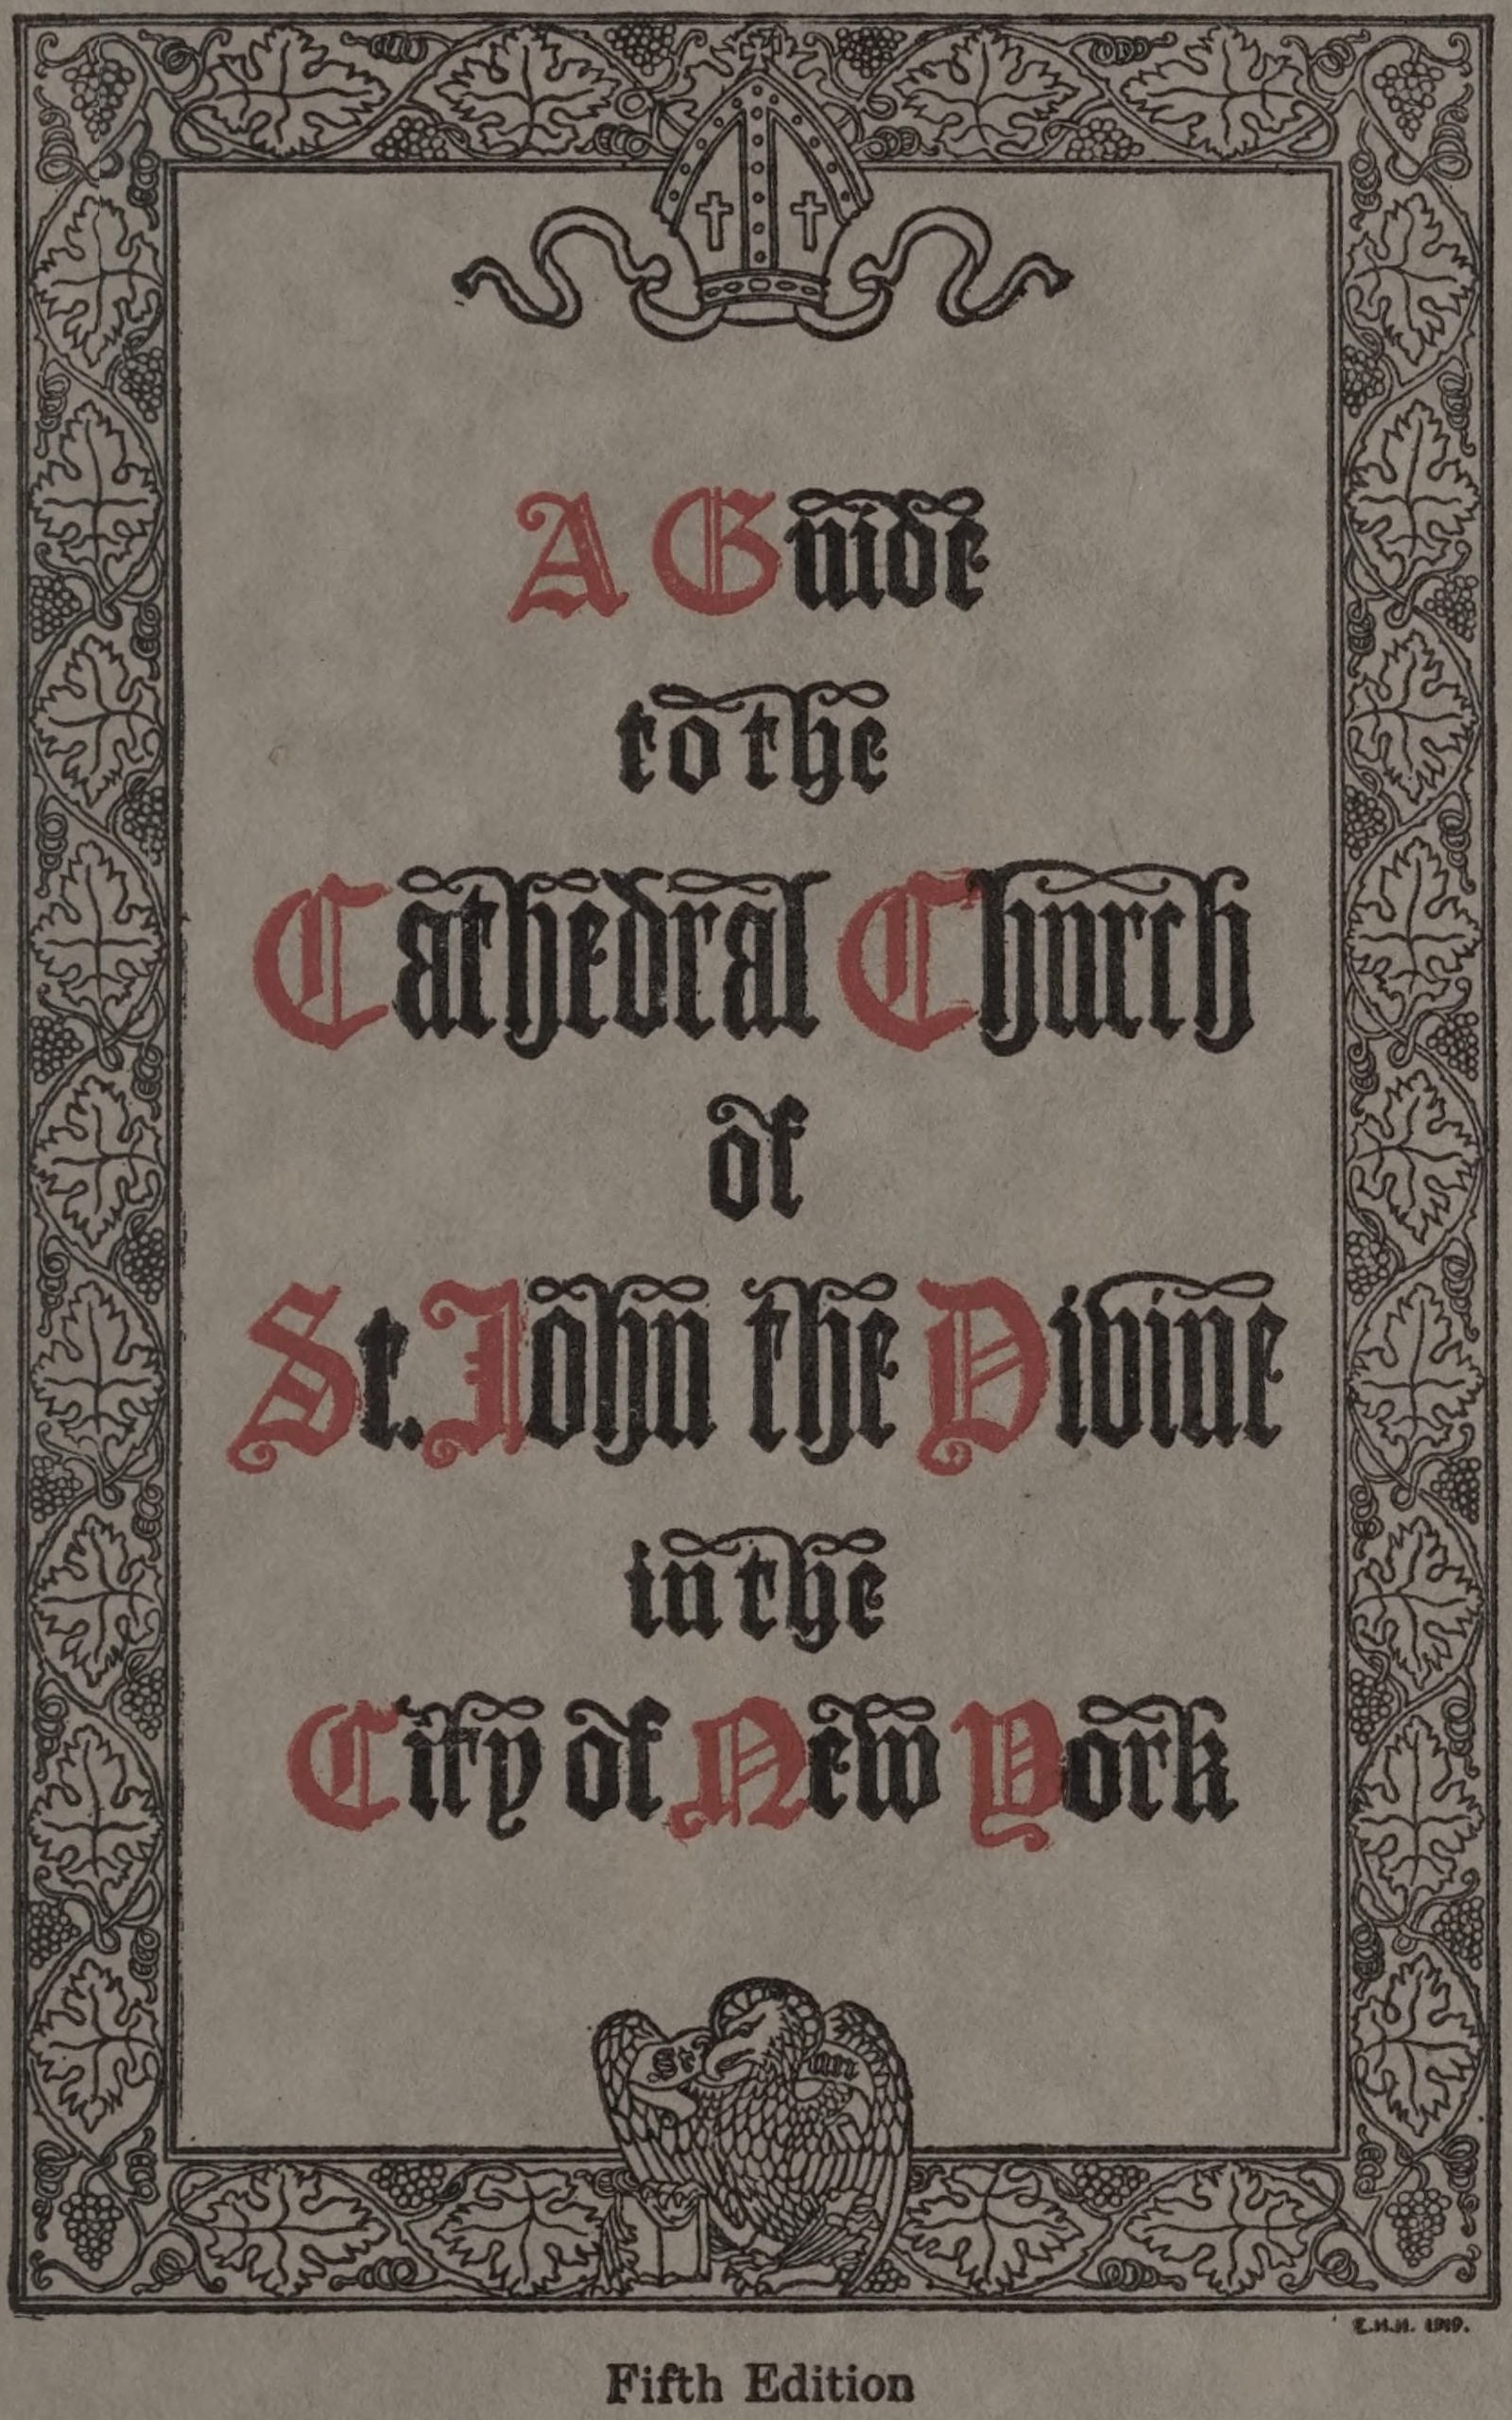 A Guide
to the
Cathedral Church
of
St. John the Divine
in the
City of New York
St
E.H.H. 1919.
Fifth Edition